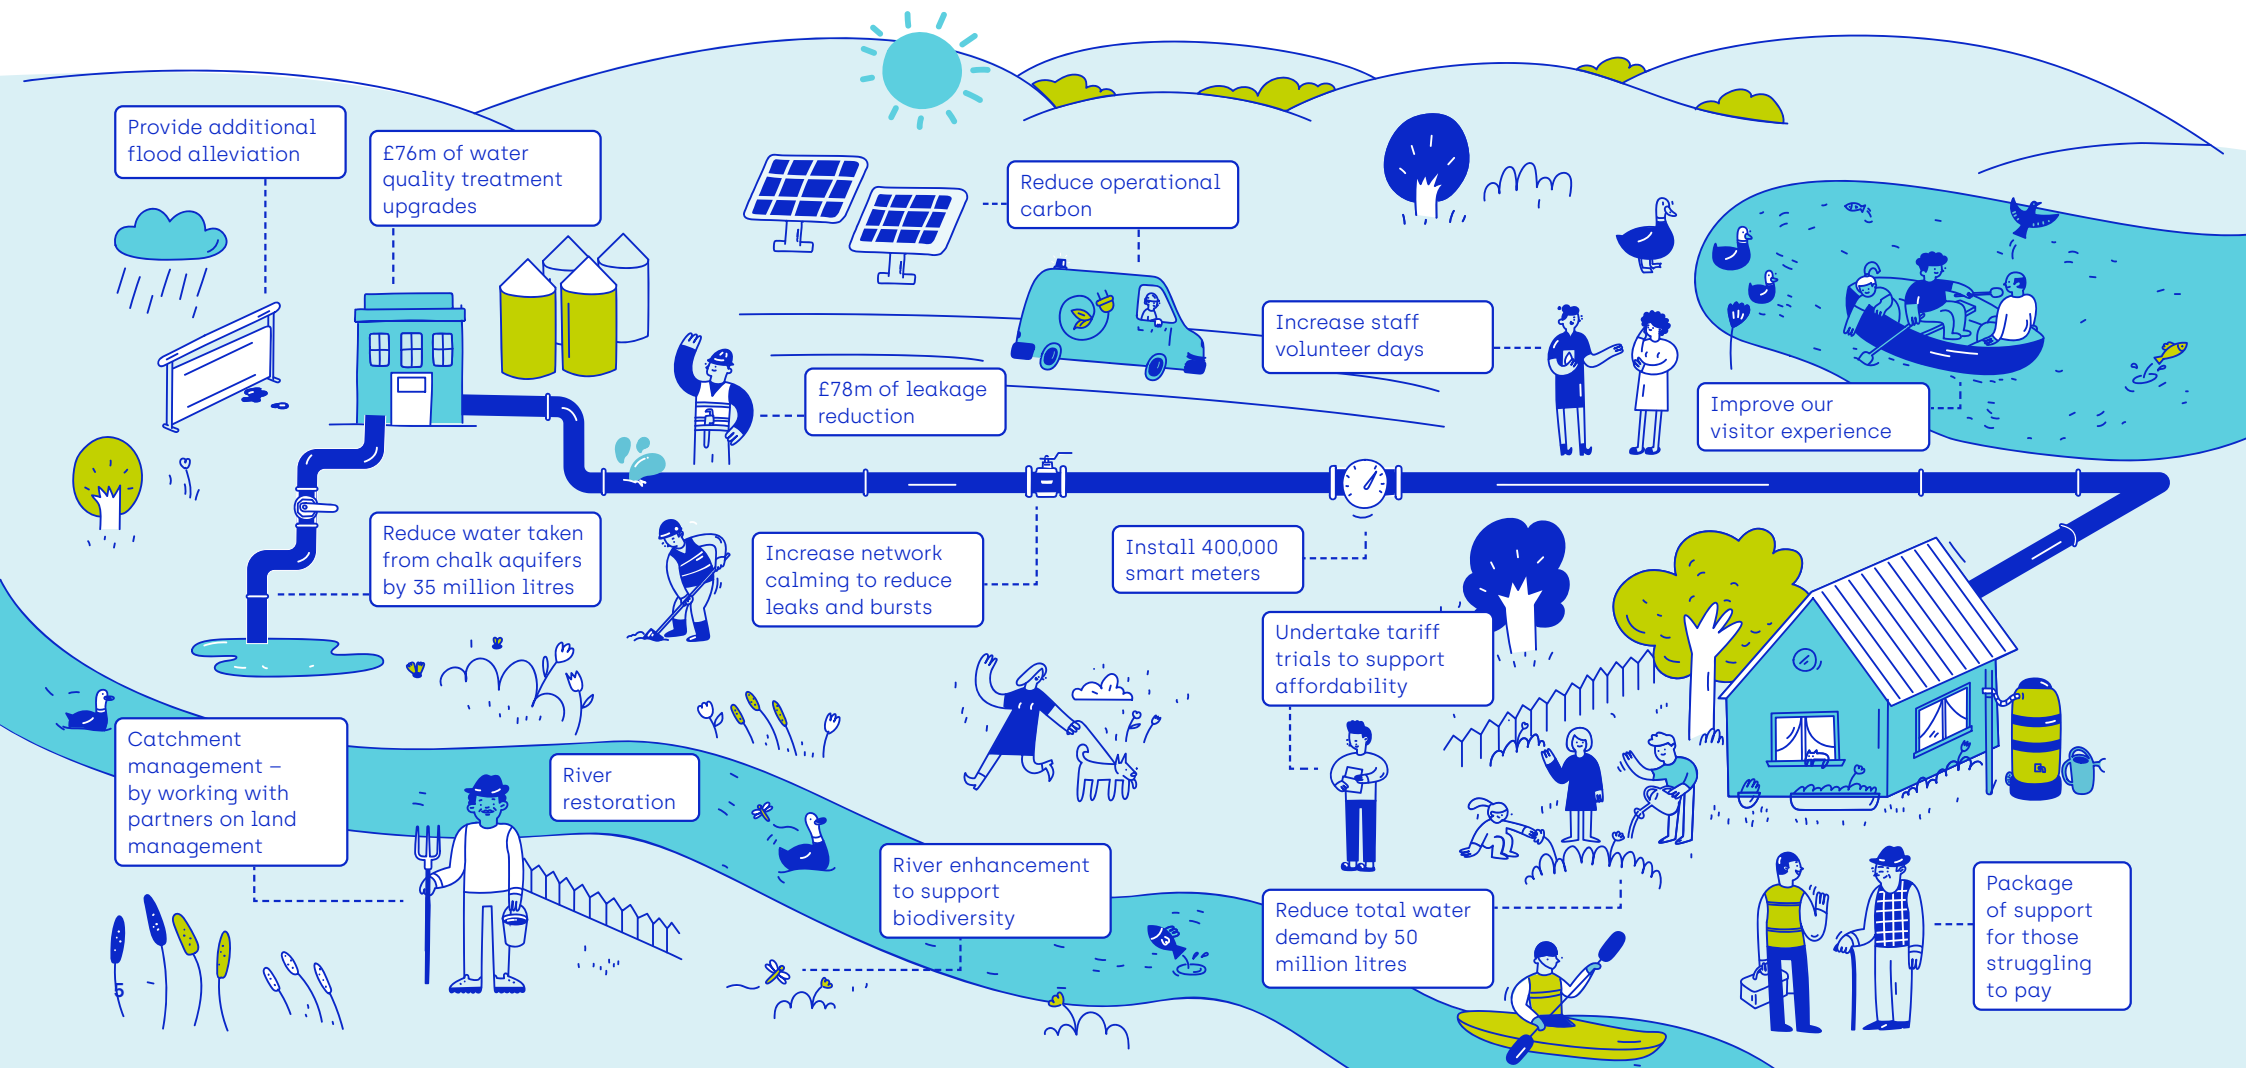 Provide additional
flood alleviation
£76m of water
quality treatment
upgrades
Reduce operational
carbon
Increase staff
volunteer days
£78m of leakage
reduction
Improve our
visitor experience
Reduce water taken
from chalk aquifers
by 35 million litres
Increase network
calming to reduce
leaks and bursts
Install 400,000
smart meters
Undertake tariff
trials to support
affordability
Catchment
management –
by working with
partners on land
management
River
restoration
River enhancement
to support
biodiversity
Reduce total water
demand by 50
million litres
Package
of support
for those
struggling
to pay
5